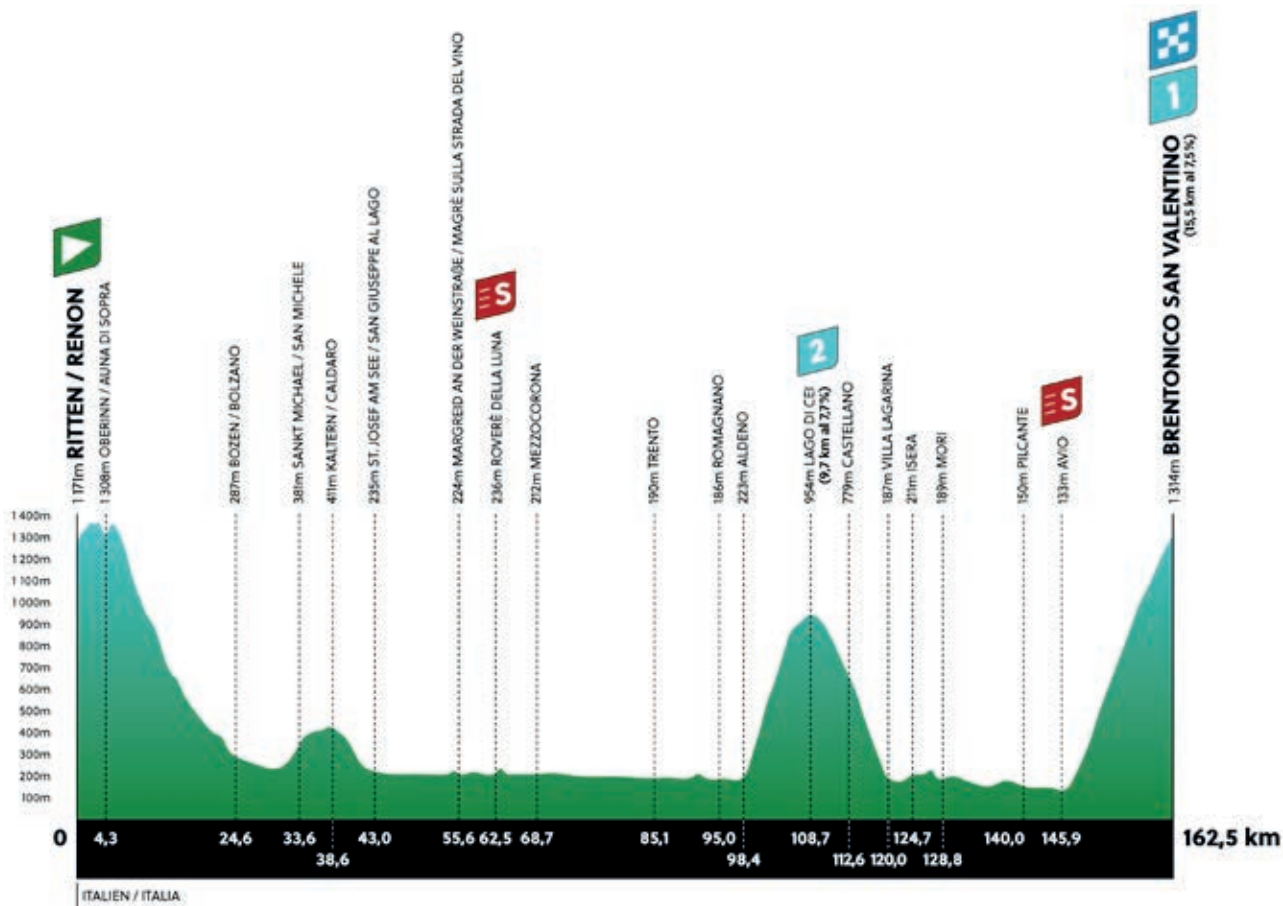 1171m RITTEN / RENON
1308m OBERINN / AUNA DI SOPRA
287m BOZEN / BOLZANO
381m SANKT MICHAEL / SAN MICHELE
411m KALTERN / CALDARO
235m ST. JOSEF AM SEE / SAN GIUSEPPE AL LAGO
224m MARGREID AN DER WEINSTRAẞE / MAGRÈ SULLA STRADA DEL VINO
S
236m ROVERÈ DELLA LUNA
212m MEZZOCORONA
190m TRENTO
186m ROMAGNANO
223m ALDENO
2
954m LAGO DI CEI
(9,7 km al 7,7%)
779m CASTELLANO
187m VILLA LAGARINA
211m ISERA
189m MORI
150m PILCANTE
S
133m AVIO
1
1314m BRENTONICO SAN VALENTINO
(15,5 km al 7,5%)
1400m
1300m
1200m
1100m
1000m
900m
800m
700m
600m
500m
400m
300m
200m
100m
0 4,3 24,6 33,6 43,0 55,6 62,5 68,7 85,1 95,0 108,7 120,0 124,7 140,0 145,9 162,5 km
38,6 98,4 112,6 128,8
ITALIEN / ITALIA